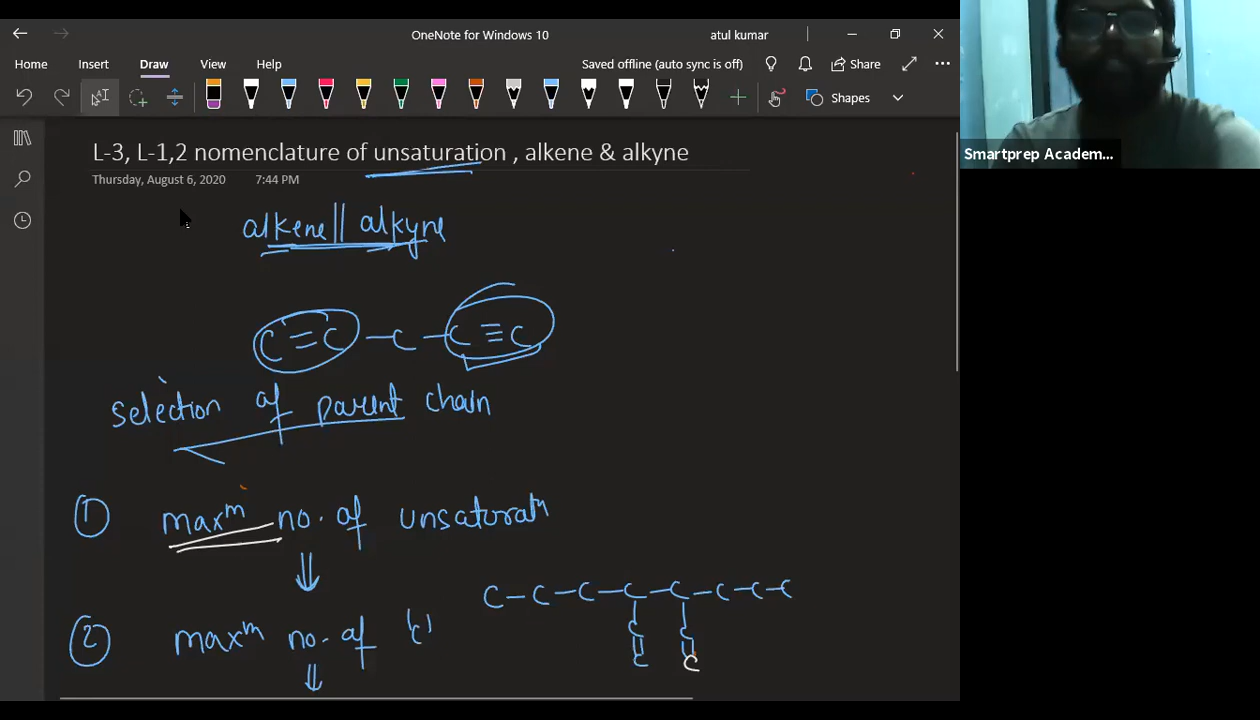 OneNote for Windows 10
atul kumar
Home Insert Draw View Help
Saved offline (auto sync is off)
Share
Shapes
L-3, L-1,2 nomenclature of unsaturation , alkene & alkyne
Thursday, August 6, 2020 7:44 PM
Smartprep Academ...
alkene || alkyne
C = C - C - C ≡ C
selection of parent chain
① maxᵐ no. of unsaturatⁿ
C - C - C - C - C - C - C - C
② maxᵐ no. of 'c'
C C
C C